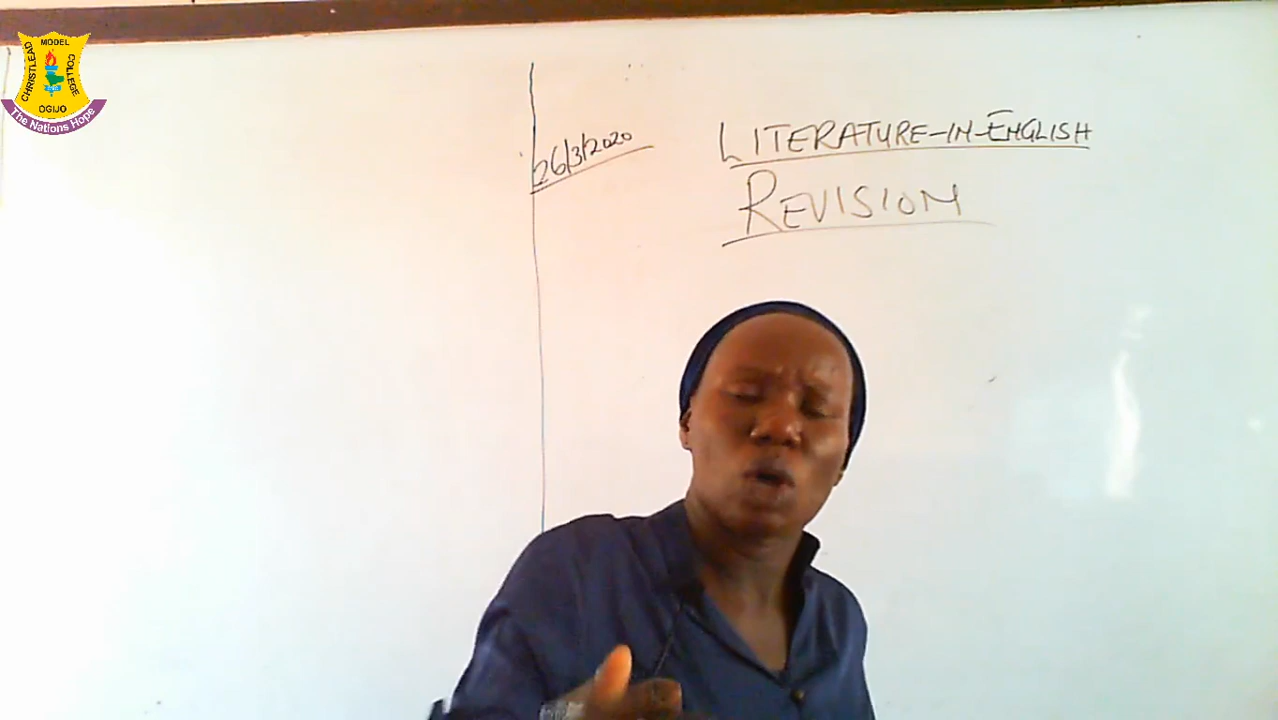 MODEL
CHRISTLEAD
COLLEGE
OGIJO
The Nations Hope
26/3/2020
LITERATURE-IN-ENGLISH
REVISION